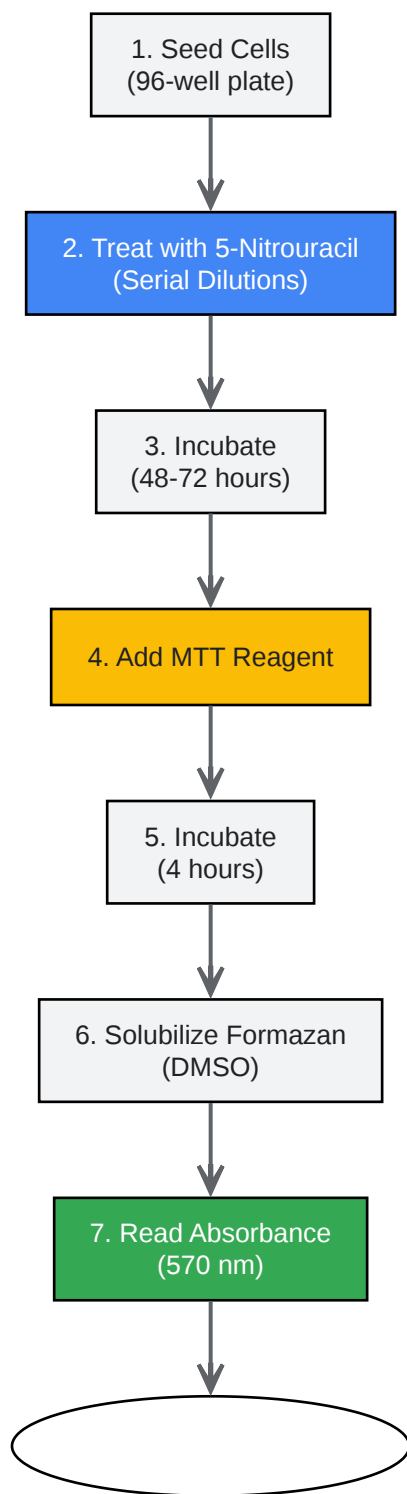 1. Seed Cells
(96-well plate)
2. Treat with 5-Nitrouracil
(Serial Dilutions)
3. Incubate
(48-72 hours)
4. Add MTT Reagent
5. Incubate
(4 hours)
6. Solubilize Formazan
(DMSO)
7. Read Absorbance
(570 nm)